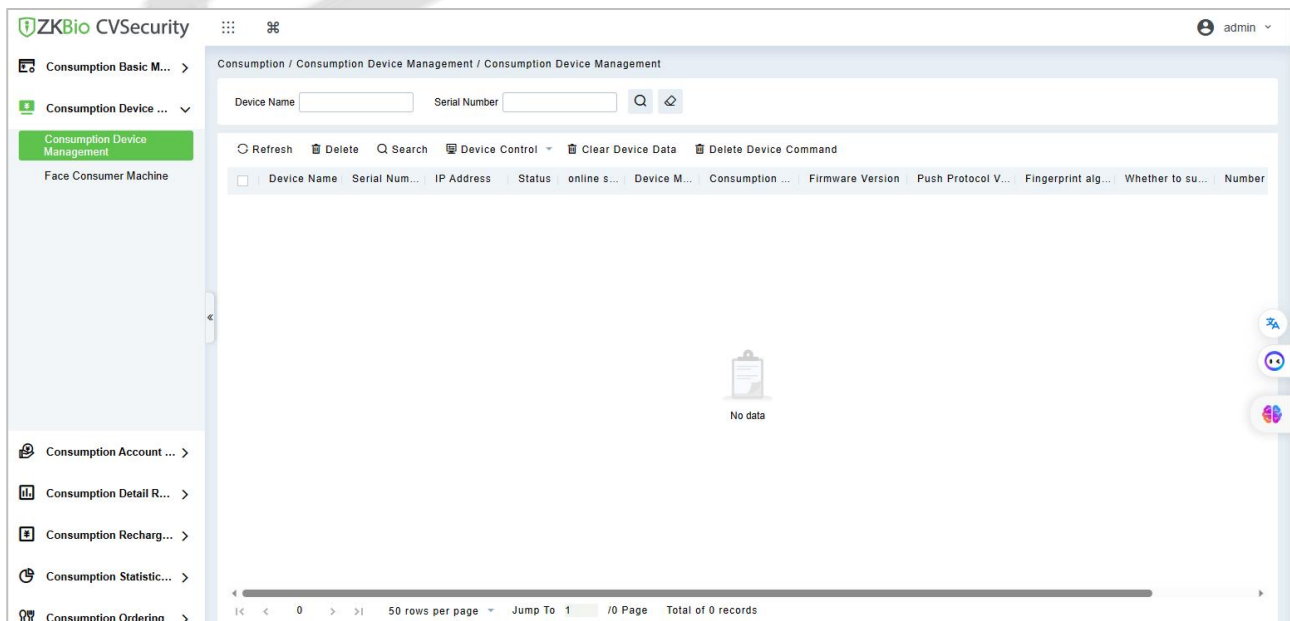 ZKBio CVSecurity
admin
Consumption Basic M...
Consumption Device ...
Consumption Device
Management
Face Consumer Machine
Consumption Account ...
Consumption Detail R...
Consumption Recharg...
Consumption Statistic...
Consumption Ordering
Consumption / Consumption Device Management / Consumption Device Management
Device Name Serial Number
Refresh Delete Search Device Control Clear Device Data Delete Device Command
Device Name Serial Num... IP Address Status online s... Device M... Consumption ... Firmware Version Push Protocol V... Fingerprint alg... Whether to su... Number
No data
0 50 rows per page Jump To 1 /0 Page Total of 0 records